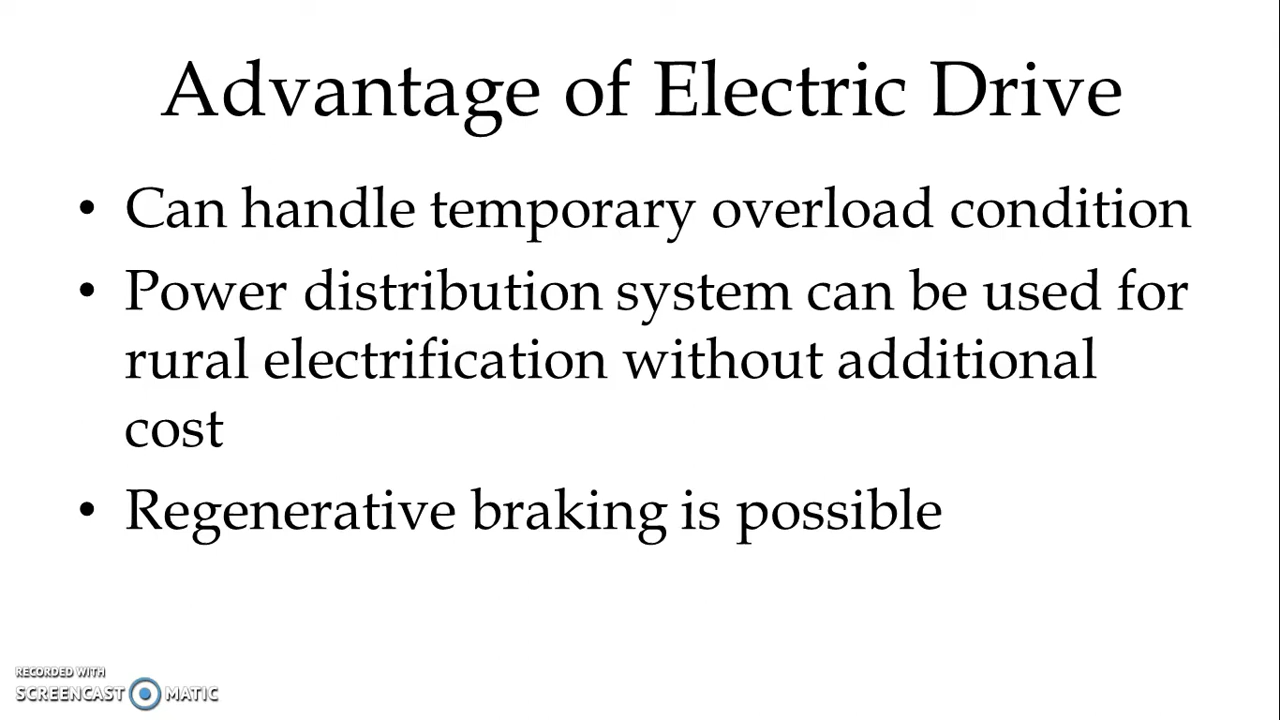 Advantage of Electric Drive
• Can handle temporary overload condition
• Power distribution system can be used for
rural electrification without additional
cost
• Regenerative braking is possible
RECORDED WITH
SCREENCAST MATIC